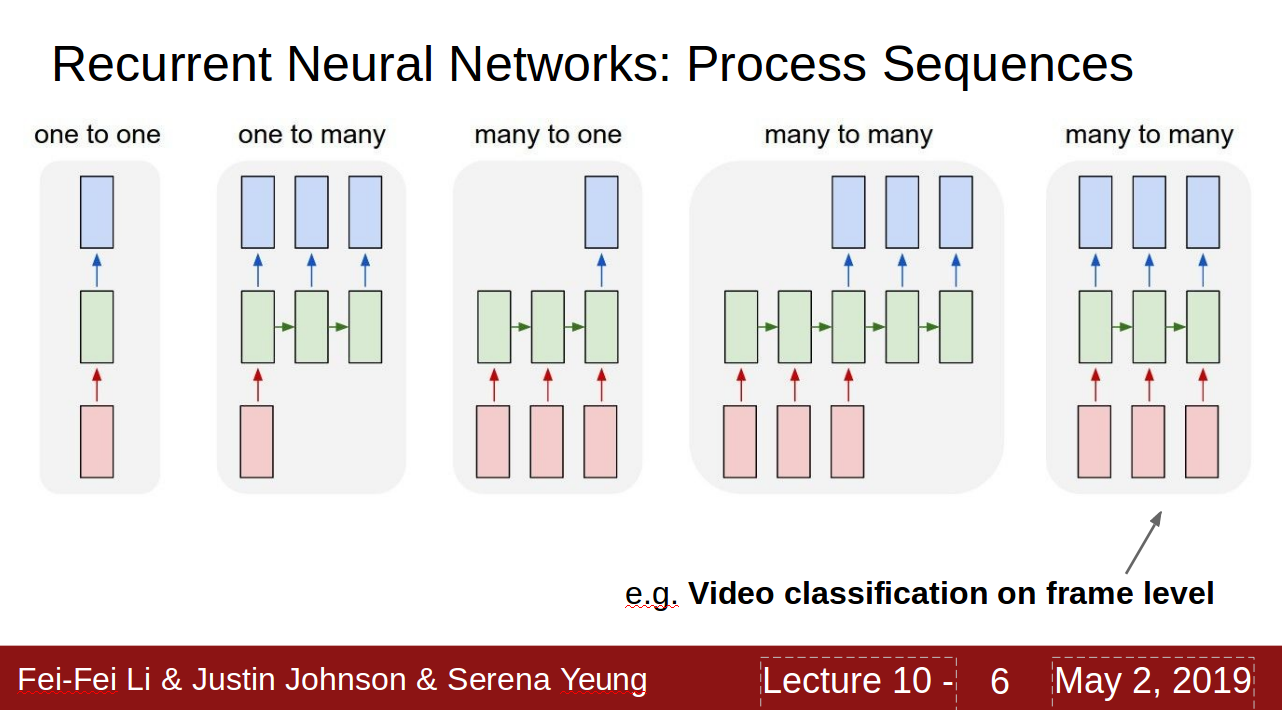 Recurrent Neural Networks: Process Sequences
one to one
one to many
many to one
many to many
many to many
e.g. Video classification on frame level
Fei-Fei Li & Justin Johnson & Serena Yeung
Lecture 10 -
6
May 2, 2019